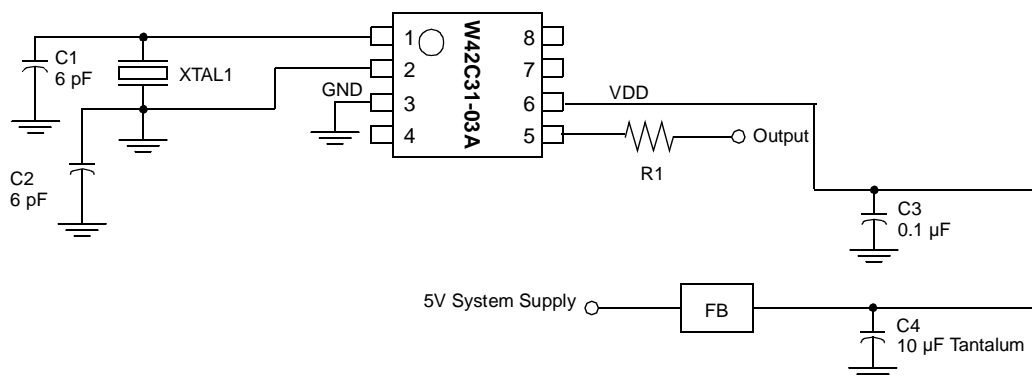 C1
6 pF
XTAL1
C2
6 pF
GND
1
2
3
4
W42C31-03A
8
7
6
5
VDD
R1
Output
C3
0.1 µF
5V System Supply
FB
C4
10 µF Tantalum